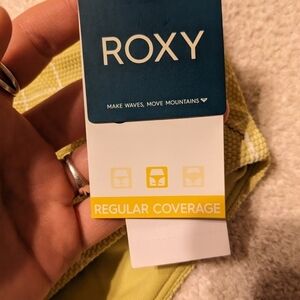 ROXY
MAKE WAVES, MOVE MOUNTAINS
REGULAR COVERAGE